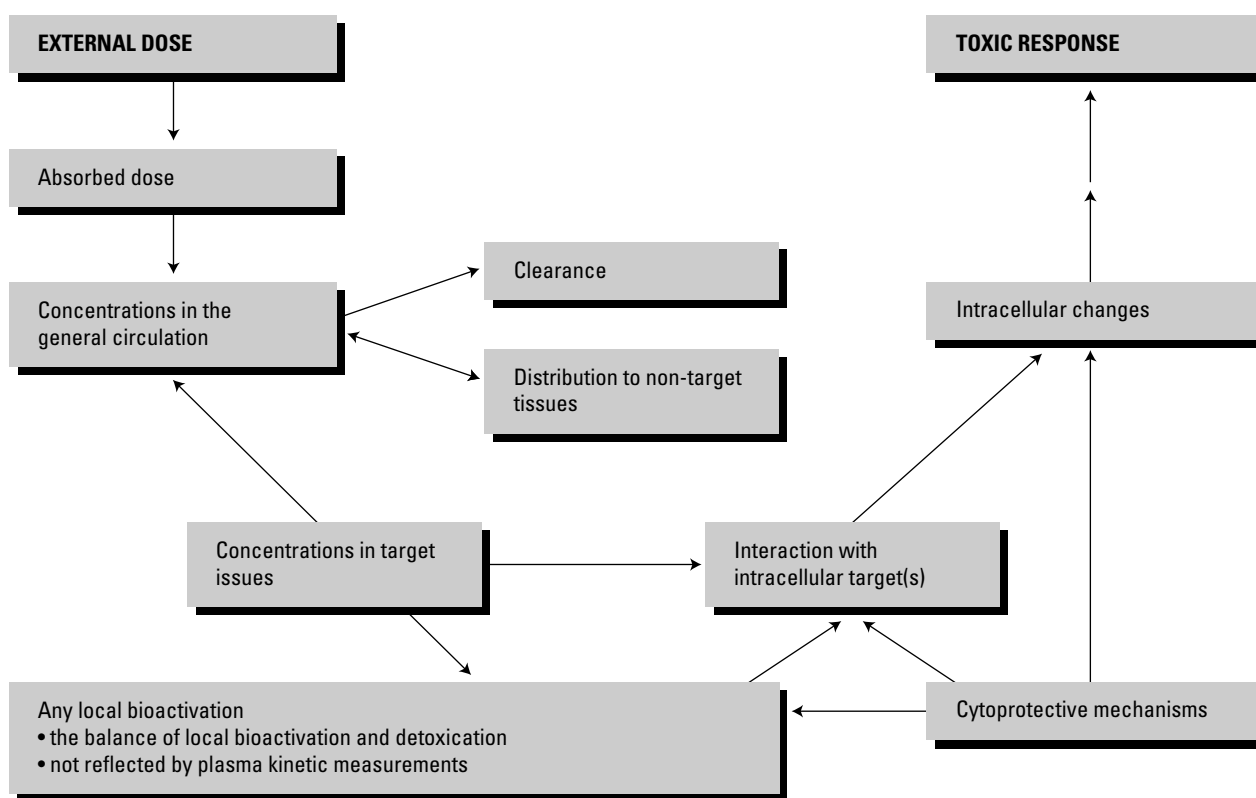 EXTERNAL DOSE
TOXIC RESPONSE
Absorbed dose
Clearance
Concentrations in the
general circulation
Intracellular changes
Distribution to non-target
tissues
Concentrations in target
issues
Interaction with
intracellular target(s)
Any local bioactivation
• the balance of local bioactivation and detoxication
• not reflected by plasma kinetic measurements
Cytoprotective mechanisms